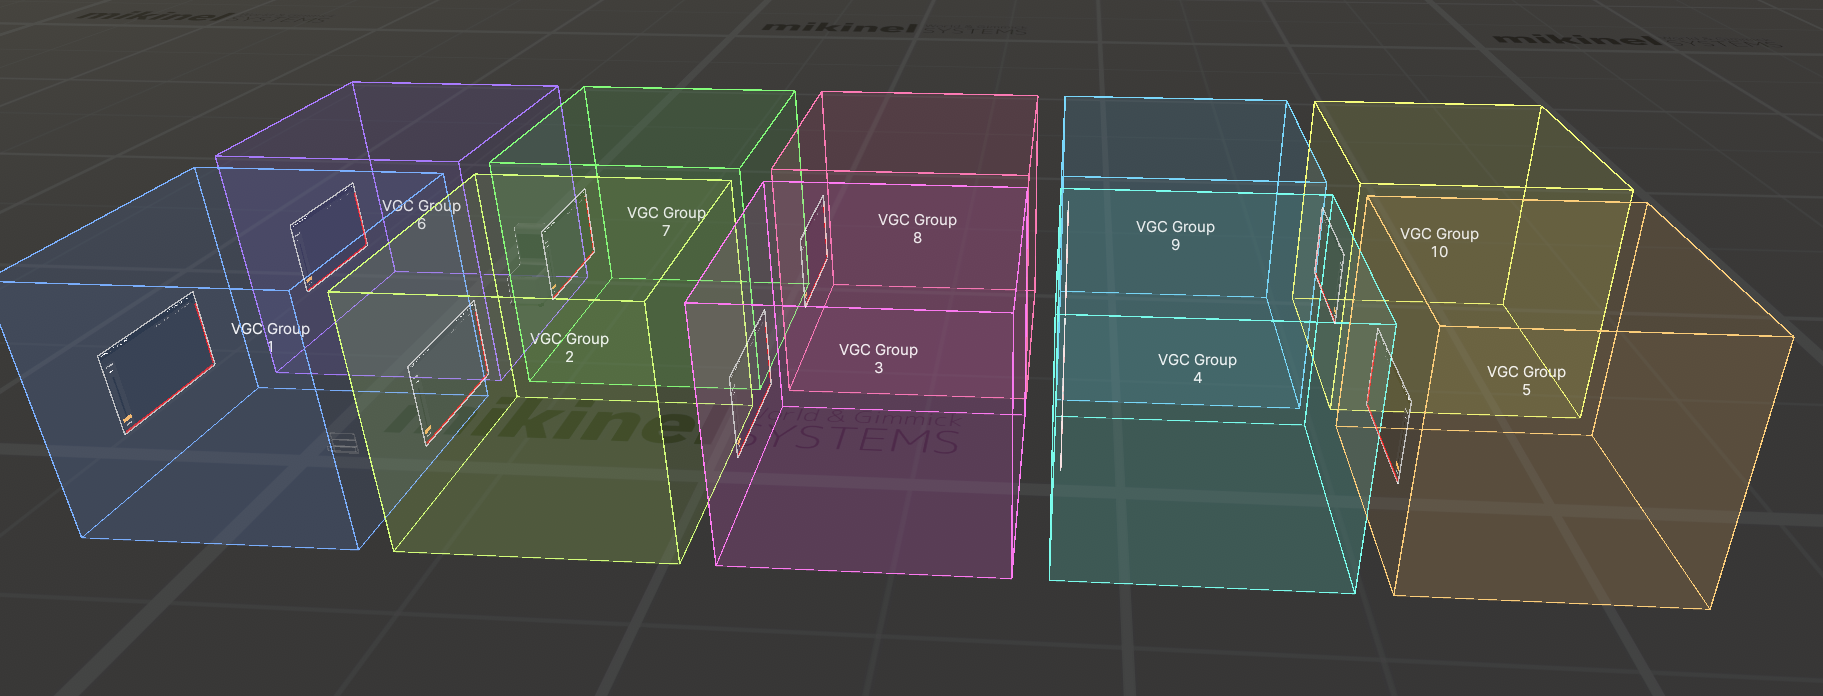 mikinel SYSTEMS
mikinel SYSTEMS
mikinel SYSTEMS
VGC Group
6
VGC Group
7
VGC Group
8
VGC Group
9
VGC Group
10
VGC Group
1
VGC Group
2
VGC Group
3
VGC Group
4
VGC Group
5
mikinel
& Gimmick
SYSTEMS